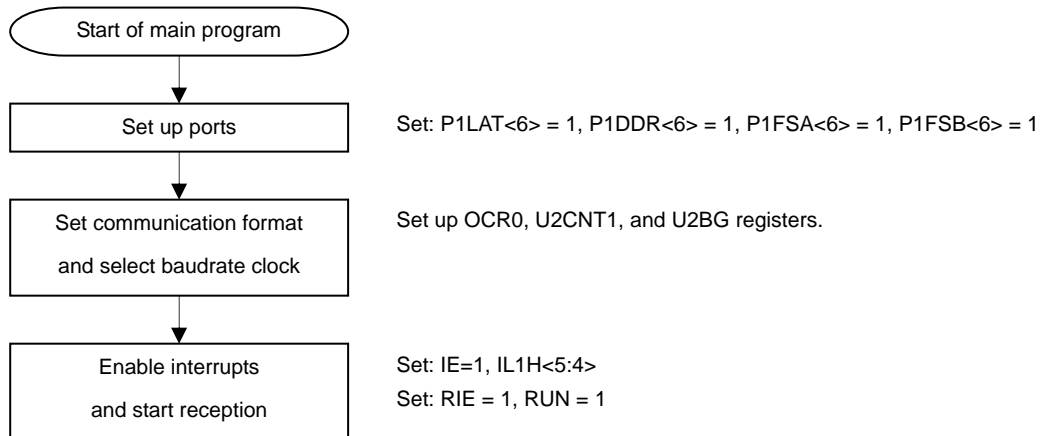 Start of main program
Set up ports
Set: P1LAT<6> = 1, P1DDR<6> = 1, P1FSA<6> = 1, P1FSB<6> = 1
Set communication format
and select baudrate clock
Set up OCR0, U2CNT1, and U2BG registers.
Enable interrupts
and start reception
Set: IE=1, IL1H<5:4>
Set: RIE = 1, RUN = 1